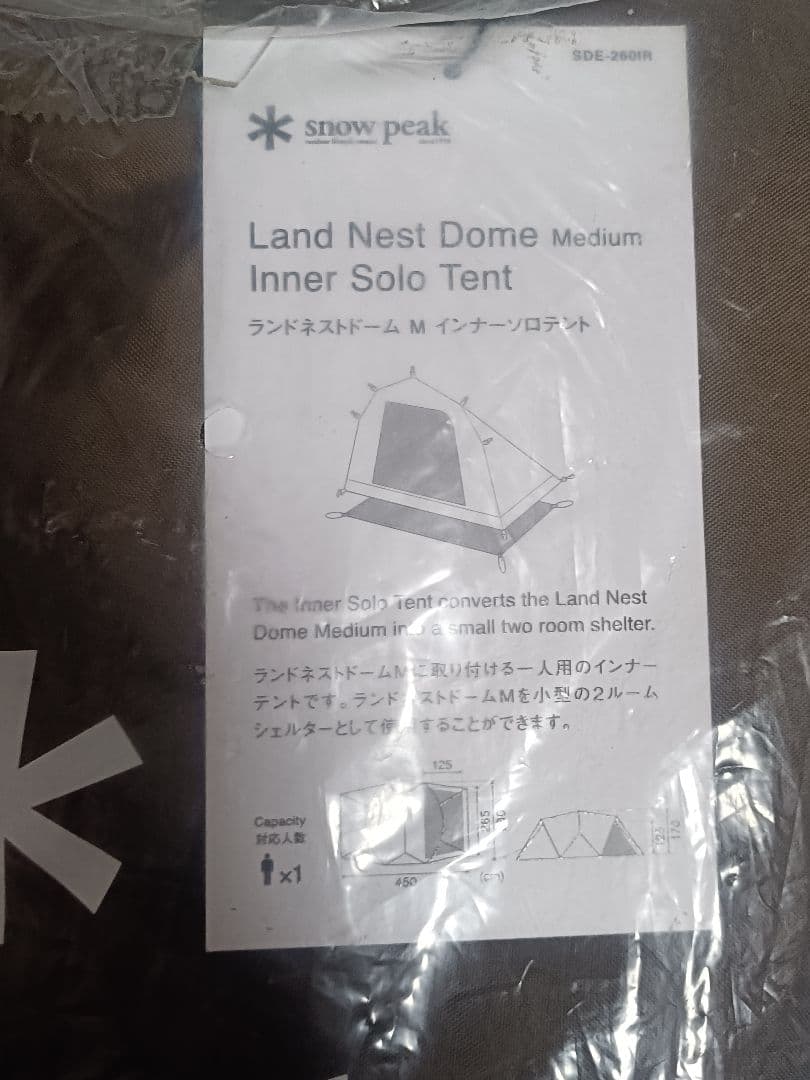 SDE-260IR
snow peak
Land Nest Dome Medium
Inner Solo Tent
ランドネストドーム M インナーソロテント
The Inner Solo Tent converts the Land Nest
Dome Medium into a small two room shelter.
ランドネストドームMに取り付ける一人用のインナー
テントです。ランドネストドームMを小型の2ルーム
シェルターとして使用することができます。
125
Capacity
対応人数
x1
265
450
(cm)
170